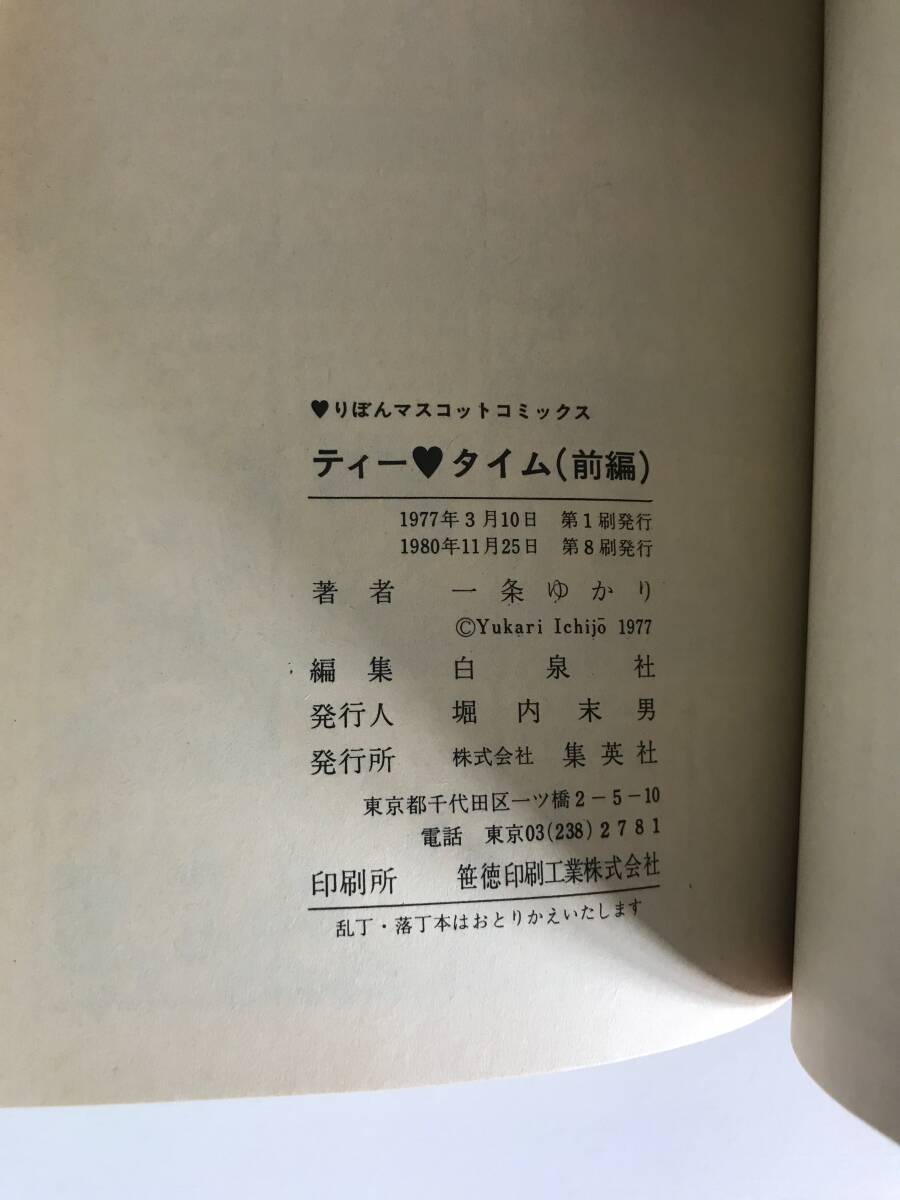 ♥りぼんマスコットコミックス
ティー♥タイム(前編)
1977年3月10日 第1刷発行
1980年11月25日 第8刷発行
著者 一条ゆかり
©Yukari Ichijō 1977
編集 白泉社
発行人 堀内末男
発行所 株式会社 集英社
東京都千代田区一ツ橋2-5-10
電話 東京03(238)2781
印刷所 笹徳印刷工業株式会社
乱丁・落丁本はおとりかえいたします